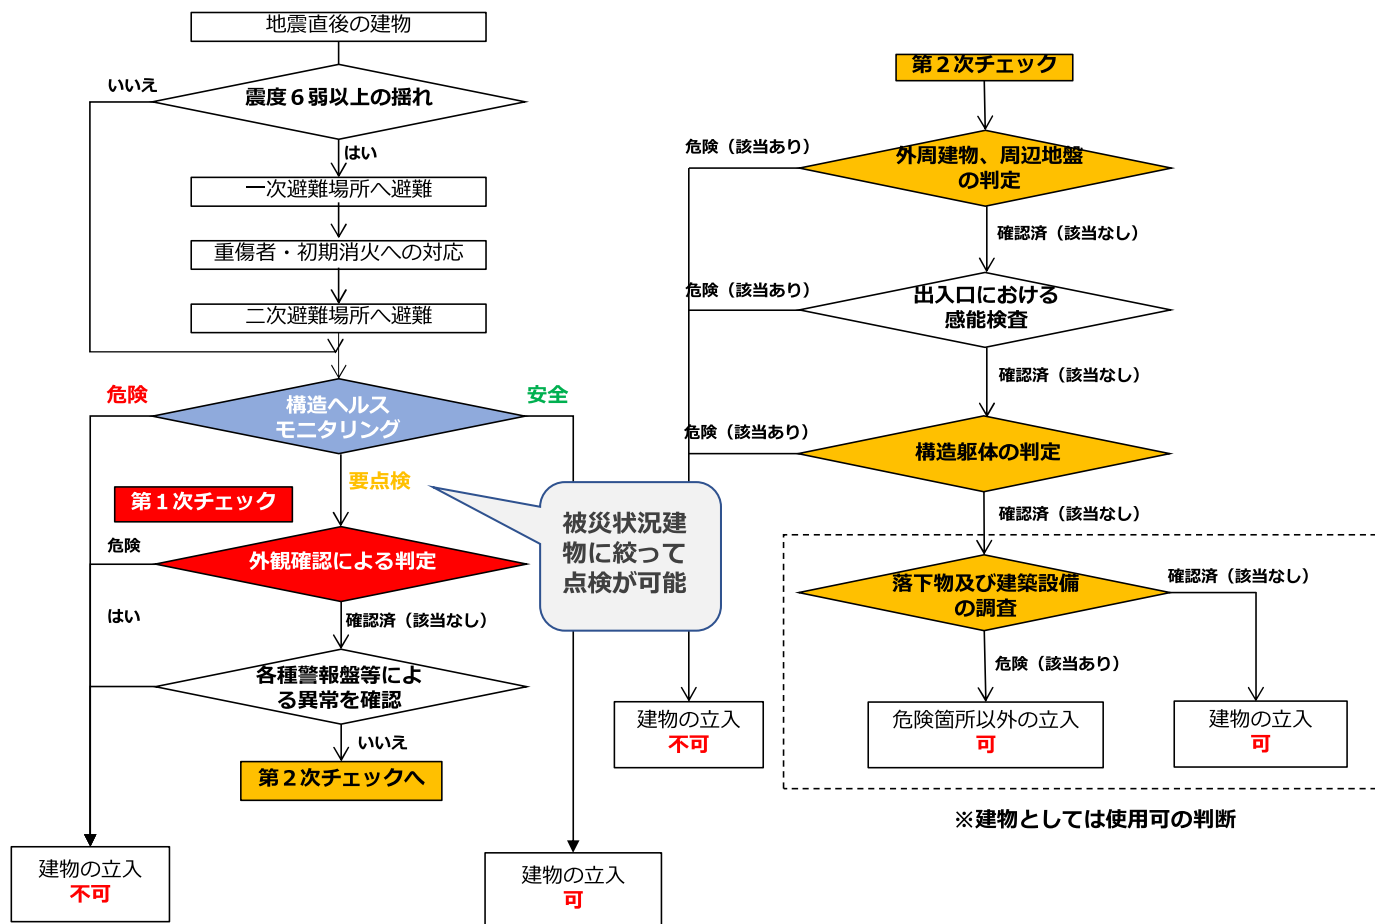 地震直後の建物
いいえ
震度６弱以上の揺れ
はい
一次避難場所へ避難
重傷者・初期消火への対応
二次避難場所へ避難
危険
構造ヘルス
モニタリング
安全
要点検
第１次チェック
危険
外観確認による判定
被災状況建
物に絞って
点検が可能
はい
確認済（該当なし）
各種警報盤等によ
る異常を確認
いいえ
第２次チェックへ
建物の立入
不可
建物の立入
可
第２次チェック
危険（該当あり）
外周建物、周辺地盤
の判定
確認済（該当なし）
危険（該当あり）
出入口における
感能検査
確認済（該当なし）
危険（該当あり）
構造躯体の判定
確認済（該当なし）
落下物及び建築設備
の調査
確認済（該当なし）
危険（該当あり）
建物の立入
不可
危険箇所以外の立入
可
建物の立入
可
※建物としては使用可の判断